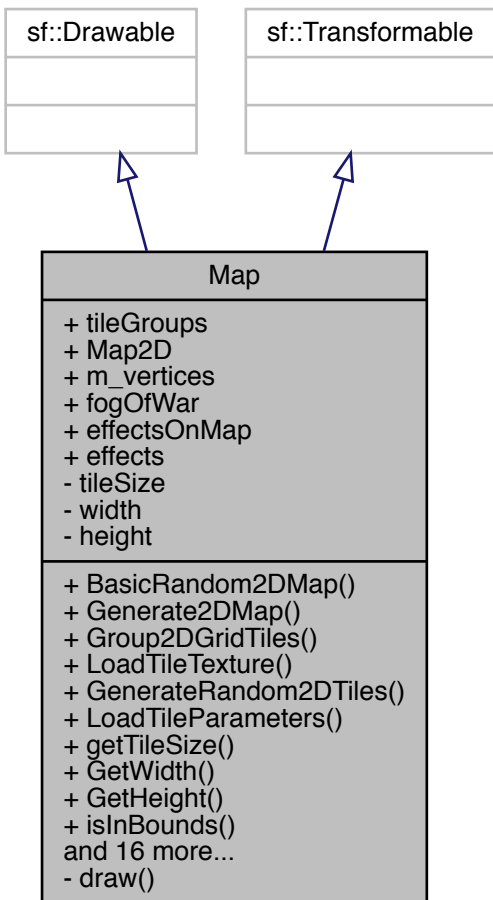 sf::Drawable
sf::Transformable
Map
+ tileGroups
+ Map2D
+ m_vertices
+ fogOfWar
+ effectsOnMap
+ effects
- tileSize
- width
- height
+ BasicRandom2DMap()
+ Generate2DMap()
+ Group2DGridTiles()
+ LoadTileTexture()
+ GenerateRandom2DTiles()
+ LoadTileParameters()
+ getTileSize()
+ GetWidth()
+ GetHeight()
+ isInBounds()
and 16 more...
- draw()